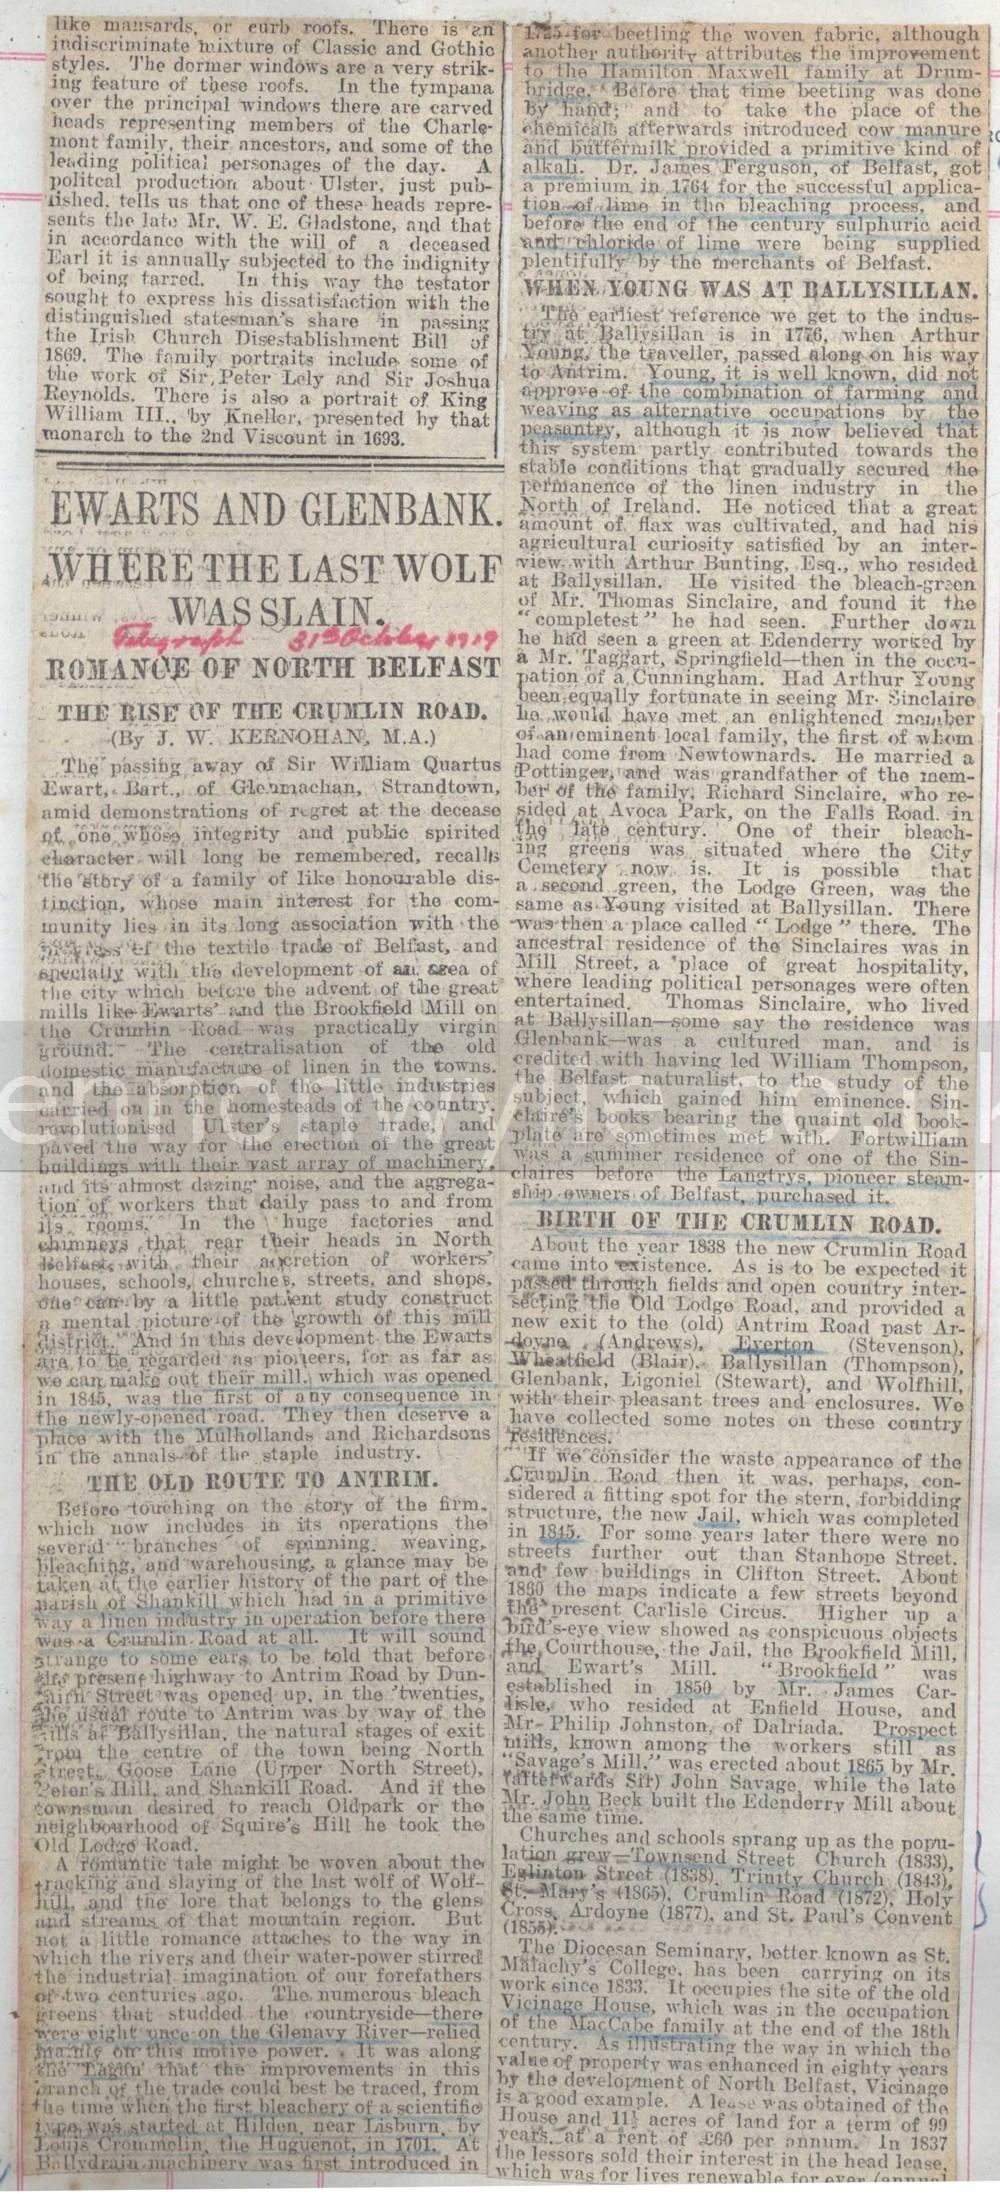 like mansards, or curb roofs. There is an
indiscriminate mixture of Classic and Gothic
styles. The dormer windows are a very strik-
ing feature of these roofs. In the tympana
over the principal windows there are carved
heads representing members of the Charle-
mont family, their ancestors, and some of the
leading political personages of the day. A
politcal production about Ulster, just pub-
lished, tells us that one of these heads repre-
sents the late Mr. W. E. Gladstone, and that
in accordance with the will of a deceased
Earl it is annually subjected to the indignity
of being tarred. In this way the testator
sought to express his dissatisfaction with the
distinguished statesman's share in passing
the Irish Church Disestablishment Bill of
1869. The family portraits include some of
the work of Sir Peter Lely and Sir Joshua
Reynolds. There is also a portrait of King
William III., by Kneller, presented by that
monarch to the 2nd Viscount in 1693.
EWARTS AND GLENBANK.
WHERE THE LAST WOLF
WAS SLAIN.
Telegraph 31st October 1919
ROMANCE OF NORTH BELFAST
THE RISE OF THE CRUMLIN ROAD.
(By J. W. KERNOHAN, M.A.)
The passing away of Sir William Quartus
Ewart, Bart., of Glenmachan, Strandtown,
amid demonstrations of regret at the decease
of one whose integrity and public spirited
character will long be remembered, recalls
the story of a family of like honourable dis-
tinction, whose main interest for the com-
munity lies in its long association with the
progress of the textile trade of Belfast, and
specially with the development of an area of
the city which before the advent of the great
mills like Ewarts' and the Brookfield Mill on
the Crumlin Road was practically virgin
ground. The centralisation of the old
domestic manufacture of linen in the towns,
and the absorption of the little industries
carried on in the homesteads of the country,
revolutionised Ulster's staple trade, and
paved the way for the erection of the great
buildings with their vast array of machinery,
and its almost dazing noise, and the aggrega-
tion of workers that daily pass to and from
its rooms. In the huge factories and
chimneys that rear their heads in North
Belfast, with their accretion of workers'
houses, schools, churches, streets, and shops,
one can by a little patient study construct
a mental picture of the growth of this mill
district. And in this development the Ewarts
are to be regarded as pioneers, for as far as
we can make out their mill, which was opened
in 1845, was the first of any consequence in
the newly-opened road. They then deserve a
place with the Mulhollands and Richardsons
in the annals of the staple industry.
THE OLD ROUTE TO ANTRIM.
Before touching on the story of the firm,
which now includes in its operations the
several branches of spinning, weaving,
bleaching, and warehousing, a glance may be
taken at the earlier history of the part of the
parish of Shankill which had in a primitive
way a linen industry in operation before there
was a Crumlin Road at all. It will sound
strange to some ears to be told that before
the present highway to Antrim Road by Dun-
cairn Street was opened up, in the 'twenties,
the usual route to Antrim was by way of the
hills at Ballysillan, the natural stages of exit
from the centre of the town being North
Street, Goose Lane (Upper North Street),
Peter's Hill, and Shankill Road. And if the
townsman desired to reach Oldpark or the
neighbourhood of Squire's Hill he took the
Old Lodge Road.
A romantic tale might be woven about the
tracking and slaying of the last wolf of Wolf-
hill, and the lore that belongs to the glens
and streams of that mountain region. But
not a little romance attaches to the way in
which the rivers and their water-power stirred
the industrial imagination of our forefathers
of two centuries ago. The numerous bleach
greens that studded the countryside—there
were eight once on the Glenavy River—relied
mainly on this motive power. It was along
the Lagan that the improvements in this
branch of the trade could best be traced, from
the time when the first bleachery of a scientific
type was started at Hilden, near Lisburn, by
Louis Crommelin, the Huguenot, in 1701. At
Ballydrain machinery was first introduced in
1725 for beetling the woven fabric, although
another authority attributes the improvement
to the Hamilton Maxwell family at Drum-
bridge. Before that time beetling was done
by hand; and to take the place of the
chemicals afterwards introduced cow manure
and buttermilk provided a primitive kind of
alkali. Dr. James Ferguson, of Belfast, got
a premium in 1764 for the successful applica-
tion of lime in the bleaching process, and
before the end of the century sulphuric acid
and chloride of lime were being supplied
plentifully by the merchants of Belfast.
WHEN YOUNG WAS AT BALLYSILLAN.
The earliest reference we get to the indus-
try at Ballysillan is in 1776, when Arthur
Young, the traveller, passed along on his way
to Antrim. Young, it is well known, did not
approve of the combination of farming and
weaving as alternative occupations by the
peasantry, although it is now believed that
this system partly contributed towards the
stable conditions that gradually secured the
permanence of the linen industry in the
North of Ireland. He noticed that a great
amount of flax was cultivated, and had his
agricultural curiosity satisfied by an inter-
view with Arthur Bunting, Esq., who resided
at Ballysillan. He visited the bleach-green
of Mr. Thomas Sinclaire, and found it the
"completest" he had seen. Further down
he had seen a green at Edenderry worked by
a Mr. Taggart, Springfield—then in the occu-
pation of a Cunningham. Had Arthur Young
been equally fortunate in seeing Mr. Sinclaire
he would have met an enlightened member
of an eminent local family, the first of whom
had come from Newtownards. He married a
Pottinger, and was grandfather of the mem-
ber of the family, Richard Sinclaire, who re-
sided at Avoca Park, on the Falls Road, in
the late century. One of their bleach-
ing greens was situated where the City
Cemetery now is. It is possible that
a second green, the Lodge Green, was the
same as Young visited at Ballysillan. There
was then a place called "Lodge" there. The
ancestral residence of the Sinclaires was in
Mill Street, a place of great hospitality,
where leading political personages were often
entertained. Thomas Sinclaire, who lived
at Ballysillan—some say the residence was
Glenbank—was a cultured man, and is
credited with having led William Thompson,
the Belfast naturalist, to the study of the
subject, which gained him eminence. Sin-
claire's books bearing the quaint old book-
plate are sometimes met with. Fortwilliam
was a summer residence of one of the Sin-
claires before the Langtrys, pioneer steam-
ship owners of Belfast, purchased it.
BIRTH OF THE CRUMLIN ROAD.
About the year 1838 the new Crumlin Road
came into existence. As is to be expected it
passed through fields and open country inter-
secting the Old Lodge Road, and provided a
new exit to the (old) Antrim Road past Ar-
doyne (Andrews), Everton (Stevenson),
Wheatfield (Blair), Ballysillan (Thompson),
Glenbank, Ligoniel (Stewart), and Wolfhill,
with their pleasant trees and enclosures. We
have collected some notes on these country
residences.
If we consider the waste appearance of the
Crumlin Road then it was, perhaps, con-
sidered a fitting spot for the stern, forbidding
structure, the new Jail, which was completed
in 1845. For some years later there were no
streets further out than Stanhope Street,
and few buildings in Clifton Street. About
the maps indicate a few streets beyond
the present Carlisle Circus. Higher up a
bird's-eye view showed as conspicuous objects
the Courthouse, the Jail, the Brookfield Mill,
and Ewart's Mill. "Brookfield" was
established in 1850 by Mr. James Car-
lisle, who resided at Enfield House, and
Mr. Philip Johnston, of Dalriada. Prospect
mills, known among the workers still as
"Savage's Mill," was erected about 1865 by Mr.
(afterwards Sir) John Savage, while the late
Mr. John Beck built the Edenderry Mill about
the same time.
Churches and schools sprang up as the popu-
lation grew—Townsend Street Church (1833),
Eglinton Street (1838), Trinity Church (1843),
St. Mary's (1865), Crumlin Road (1872), Holy
Cross, Ardoyne (1877), and St. Paul's Convent
(1855).
The Diocesan Seminary, better known as St.
Malachy's College, has been carrying on its
work since 1833. It occupies the site of the old
Vicinage House, which was in the occupation
of the MacCabe family at the end of the 18th
century. As illustrating the way in which the
value of property was enhanced in eighty years
by the development of North Belfast, Vicinage
is a good example. A lease was obtained of the
House and 11½ acres of land for a term of 99
years, at a rent of £60 per annum. In 1837
the lessors sold their interest in the head lease,
which was for lives renewable for ever (annual